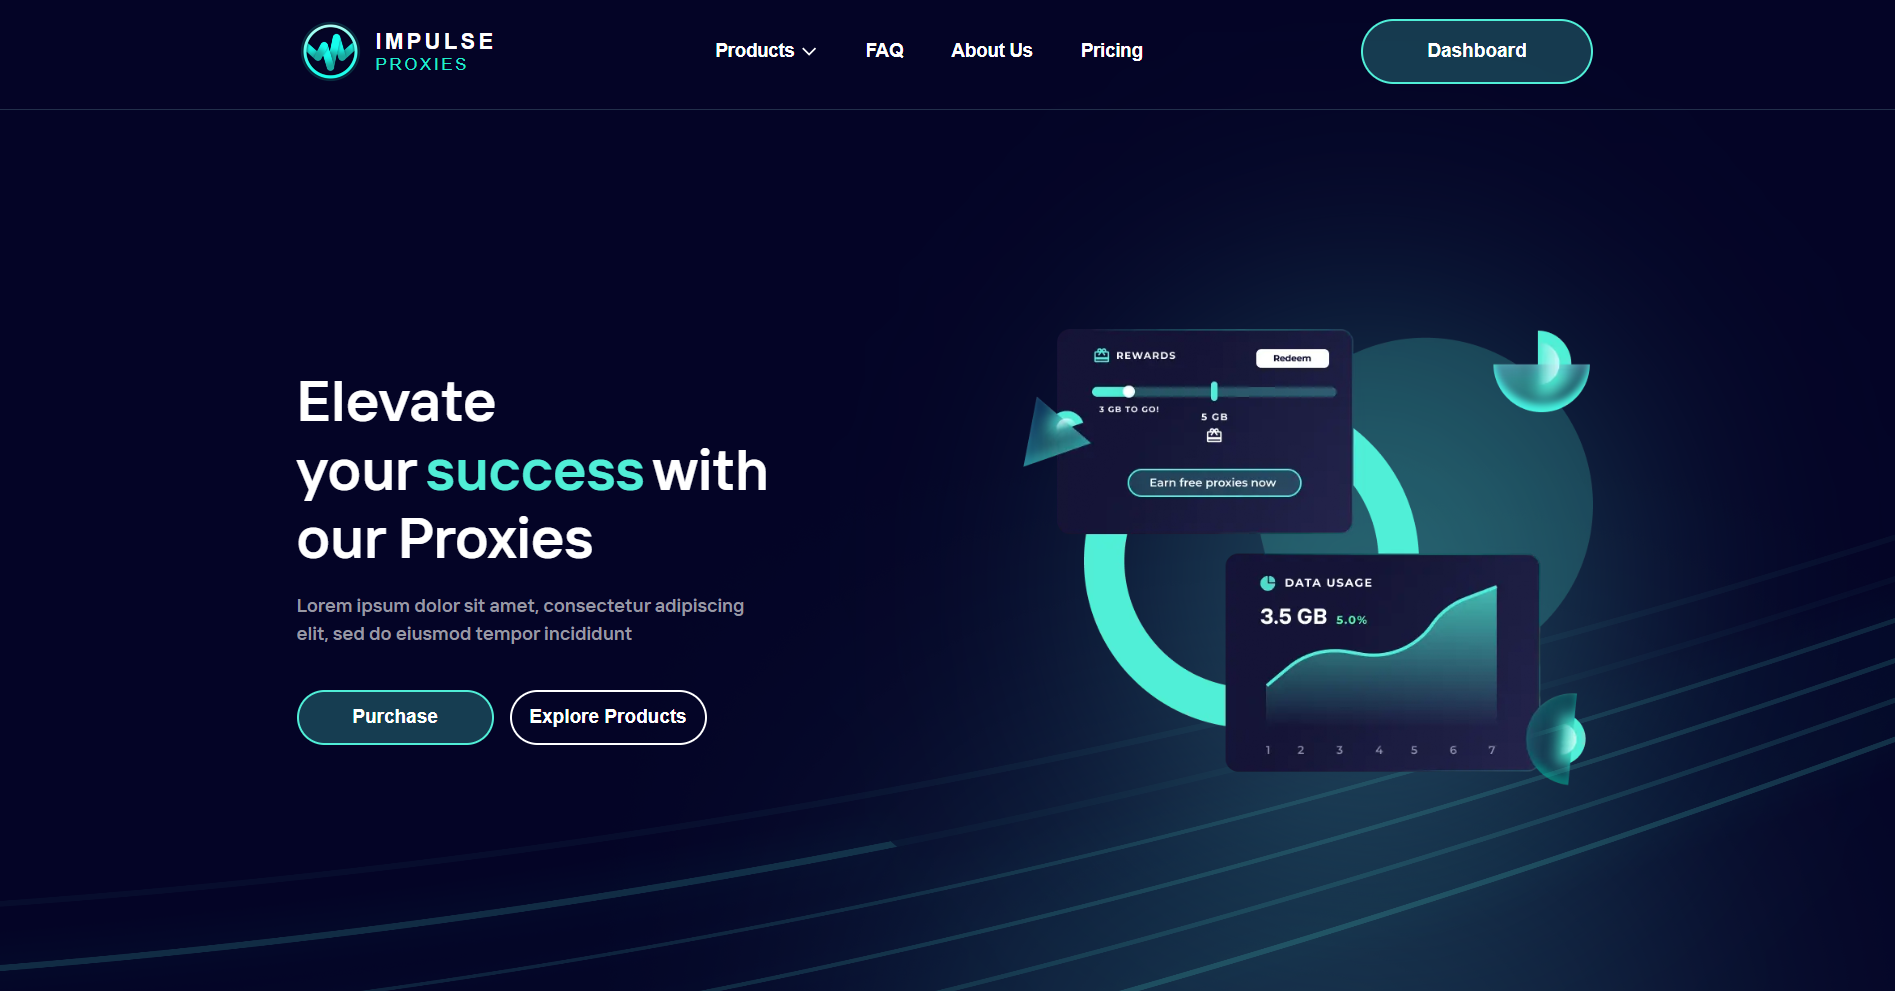 IMPULSE
PROXIES
Products
FAQ
About Us
Pricing
Dashboard
Elevate
your success with
our Proxies
Lorem ipsum dolor sit amet, consectetur adipiscing
elit, sed do eiusmod tempor incididunt
Purchase
Explore Products
REWARDS
Redeem
3 GB TO GO!
5 GB
Earn free proxies now
DATA USAGE
3.5 GB 5.0%
1 2 3 4 5 6 7